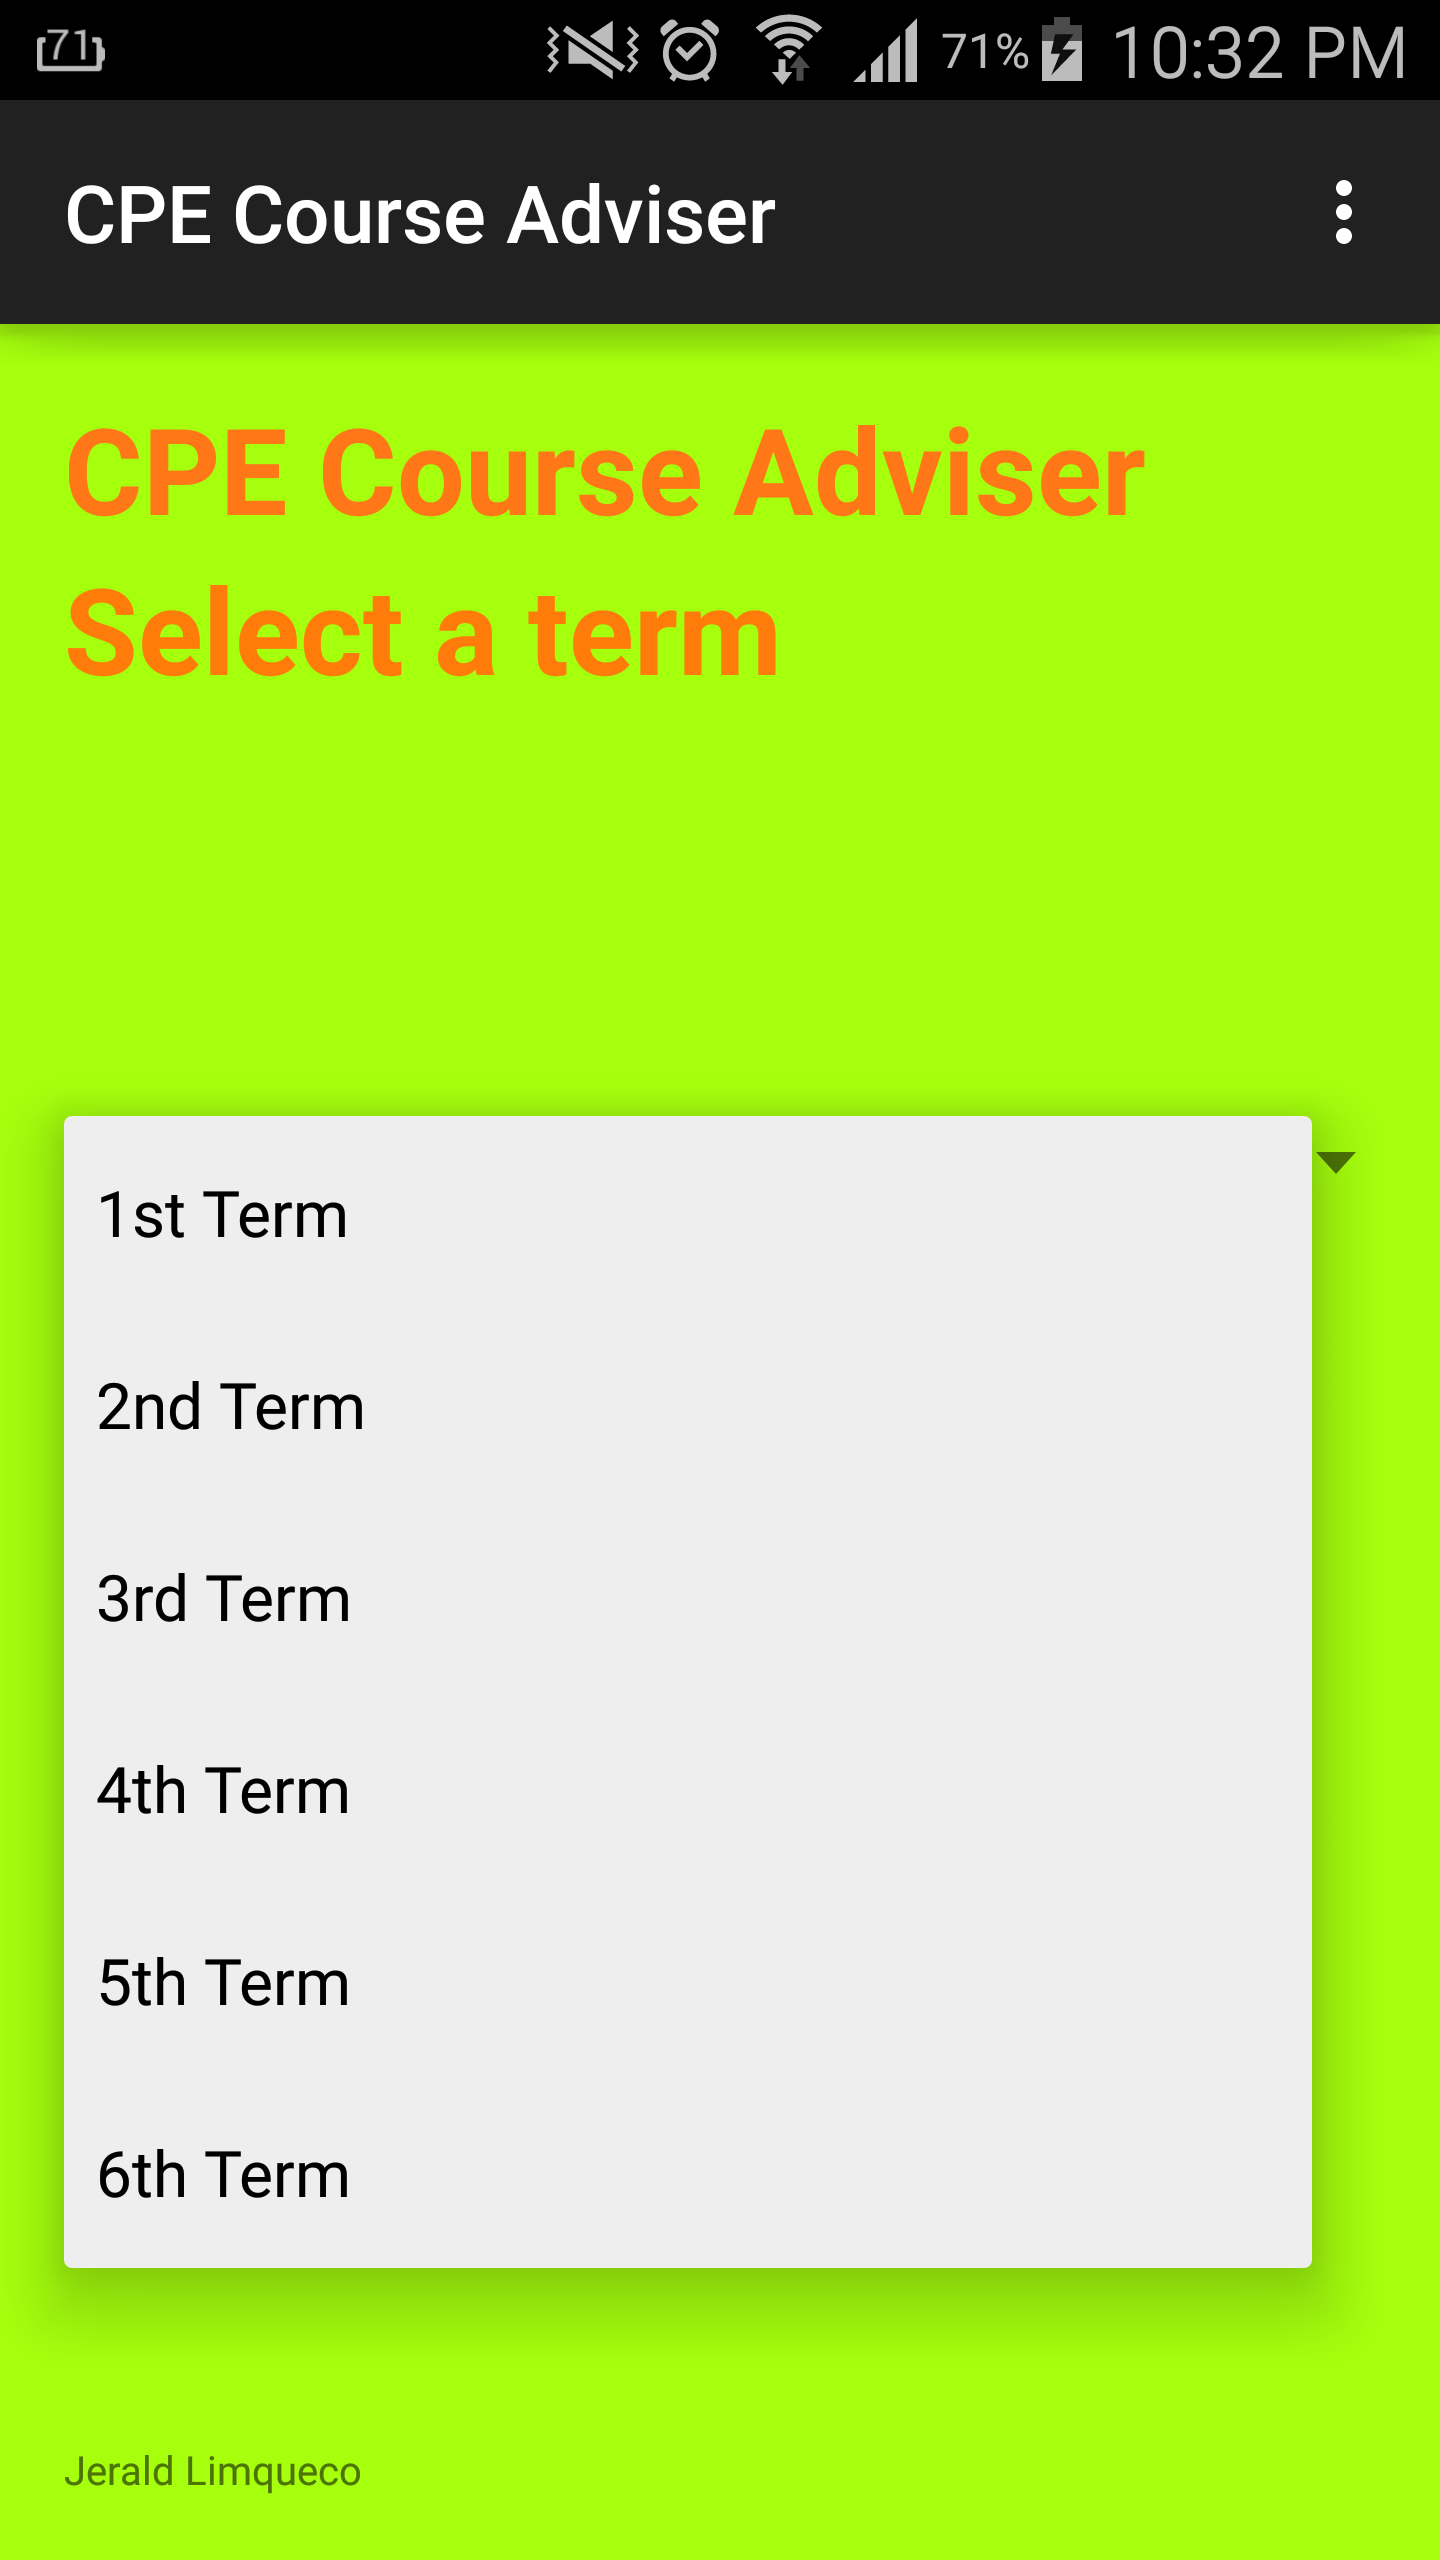 71
71% 10:32 PM
CPE Course Adviser
CPE Course Adviser
Select a term
1st Term
2nd Term
3rd Term
4th Term
5th Term
6th Term
Jerald Limqueco